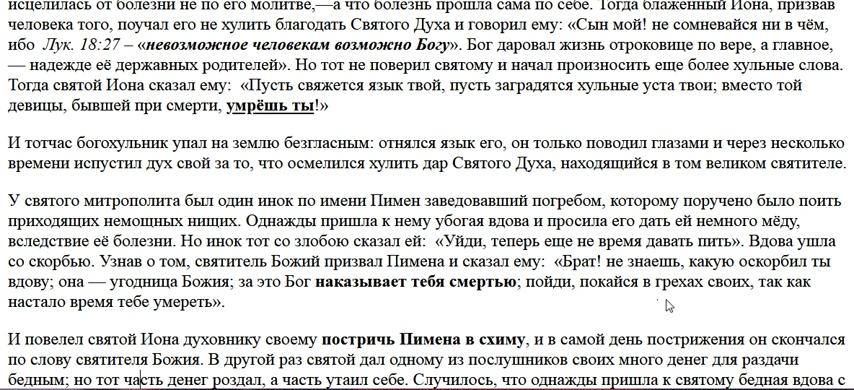 исцелилась от болезни не по его молитве,—а что болезнь прошла сама по себе. Тогда блаженный Иона, призвав
человека того, поучал его не хулить благодать Святого Духа и говорил ему: «Сын мой! не сомневайся ни в чём,
ибо Лук. 18:27 – «невозможное человекам возможно Богу». Бог даровал жизнь отроковице по вере, а главное,
— надежде её державных родителей». Но тот не поверил святому и начал произносить еще более хульные слова.
Тогда святой Иона сказал ему: «Пусть свяжется язык твой, пусть заградятся хульные уста твои; вместо той
девицы, бывшей при смерти, умрёшь ты!»
И тотчас богохульник упал на землю безгласным: отнялся язык его, он только поводил глазами и через несколько
времени испустил дух свой за то, что осмелился хулить дар Святого Духа, находящийся в том великом святителе.
У святого митрополита был один инок по имени Пимен заведовавший погребом, которому поручено было поить
приходящих немощных нищих. Однажды пришла к нему убогая вдова и просила его дать ей немного мёду,
вследствие её болезни. Но инок тот со злобою сказал ей: «Уйди, теперь еще не время давать пить». Вдова ушла
со скорбью. Узнав о том, святитель Божий призвал Пимена и сказал ему: «Брат! не знаешь, какую оскорбил ты
вдову; она — угодница Божия; за это Бог наказывает тебя смертью; пойди, покайся в грехах своих, так как
настало время тебе умереть».
И повелел святой Иона духовнику своему постричь Пимена в схиму, и в самой день пострижения он скончался
по слову святителя Божия. В другой раз святой дал одному из послушников своих много денег для раздачи
бедным; но тот часть денег роздал, а часть утаил себе. Случилось, что однажды пришла к святому бедная вдова с